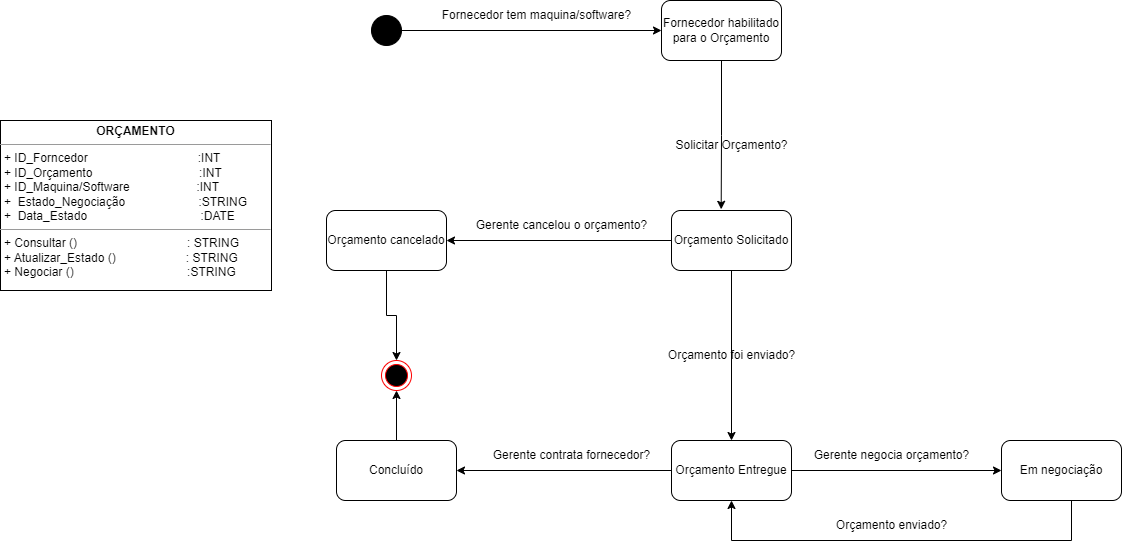 Fornecedor tem maquina/software?
Fornecedor habilitado
para o Orçamento
Solicitar Orçamento?
ORÇAMENTO
+ ID_Forncedor :INT
+ ID_Orçamento :INT
+ ID_Maquina/Software :INT
+ Estado_Negociação :STRING
+ Data_Estado :DATE
+ Consultar () : STRING
+ Atualizar_Estado () : STRING
+ Negociar () :STRING
Orçamento cancelado
Gerente cancelou o orçamento?
Orçamento Solicitado
Orçamento foi enviado?
Concluído
Gerente contrata fornecedor?
Orçamento Entregue
Gerente negocia orçamento?
Em negociação
Orçamento enviado?